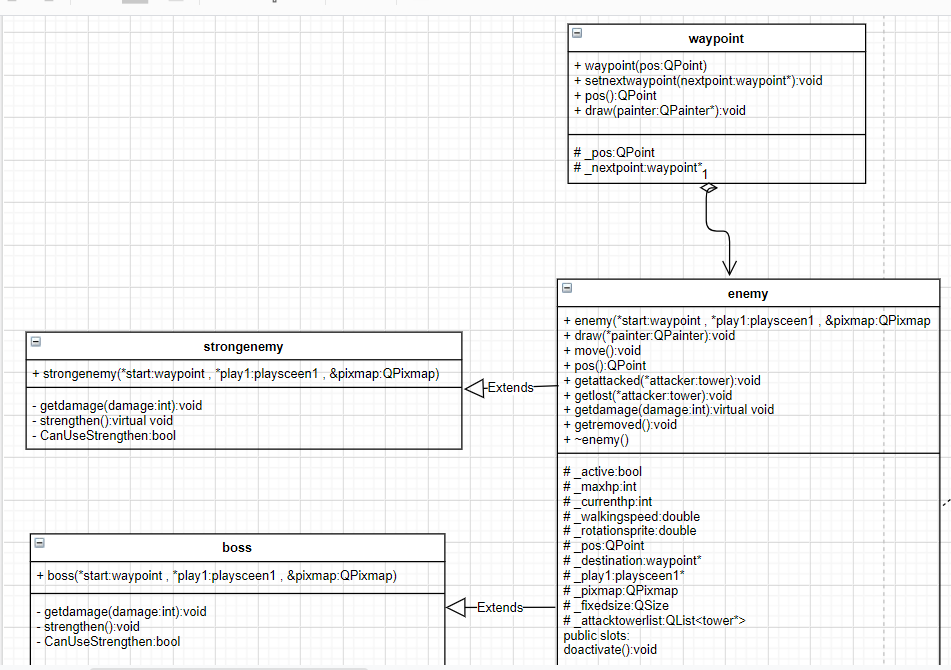 waypoint
+ waypoint(pos:QPoint)
+ setnextwaypoint(nextpoint:waypoint*):void
+ pos():QPoint
+ draw(painter:QPainter*):void
# _pos:QPoint
# _nextpoint:waypoint*
1
enemy
+ enemy(*start:waypoint , *play1:playsceen1 , &pixmap:QPixmap
+ draw(*painter:QPainter):void
+ move():void
+ pos():QPoint
+ getattacked(*attacker:tower):void
+ getlost(*attacker:tower):void
+ getdamage(damage:int):virtual void
+ getremoved():void
+ ~enemy()
# _active:bool
# _maxhp:int
# _currenthp:int
# _walkingspeed:double
# _rotationsprite:double
# _pos:QPoint
# _destination:waypoint*
# _play1:playsceen1*
# _pixmap:QPixmap
# _fixedsize:QSize
# _attacktowerlist:QList<tower*>
public slots:
doactivate():void
strongenemy
+ strongenemy(*start:waypoint , *play1:playsceen1 , &pixmap:QPixmap)
- getdamage(damage:int):void
- strengthen():virtual void
- CanUseStrengthen:bool
Extends
boss
+ boss(*start:waypoint , *play1:playsceen1 , &pixmap:QPixmap)
- getdamage(damage:int):void
- strengthen():void
- CanUseStrengthen:bool
Extends